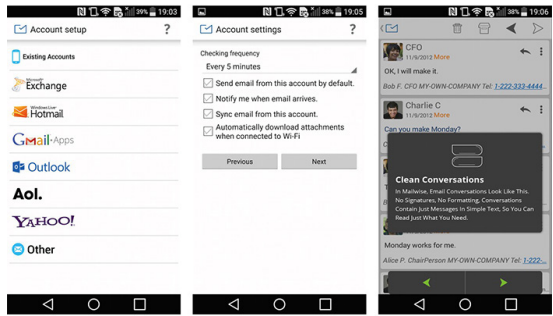 39% 19:03
Account setup ?
Existing Accounts
Microsoft
Exchange
Windows Live
Hotmail
GMail-Apps
Outlook
Aol.
YAHOO!
Other
38% 19:05
Account settings ?
Checking frequency
Every 5 minutes
Send email from this account by default.
Notify me when email arrives.
Sync email from this account.
Automatically download attachments
when connected to Wi-Fi
Previous Next
38% 19:06
CFO
11/9/2012 More
OK, I will make it.
Bob F. CFO MY-OWN-COMPANY Tel: 1-222-333-4444...
Charlie C
11/9/2012 More
Can you make Monday?
Clean Conversations
In Mailwise, Email Conversations Look Like This.
No Signatures, No Formatting, Conversations
Contain Just Messages In Simple Text, So You Can
Read Just What You Need.
Monday works for me.
Alice P. ChairPerson MY-OWN-COMPANY Tel: 1-222-...